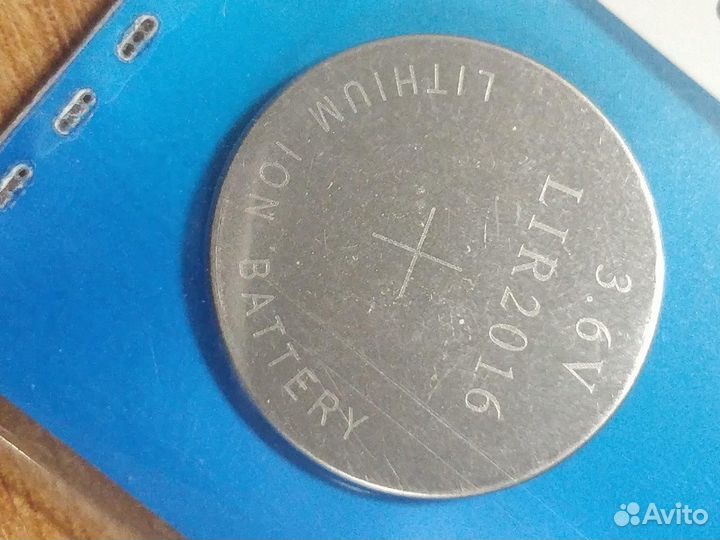 3.6V
LIR2016
+
LITHIUM ION BATTERY
Avito